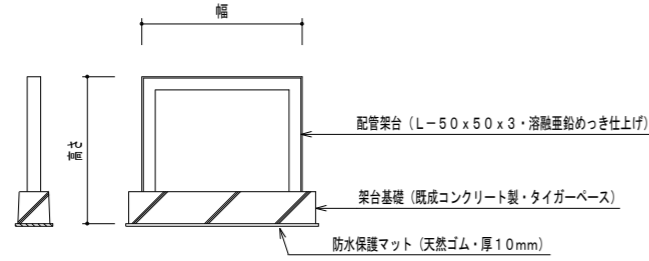 幅
高さ
配管架台（L－５０ｘ５０ｘ３・溶融亜鉛めっき仕上げ）
架台基礎（既成コンクリート製・タイガーベース）
防水保護マット（天然ゴム・厚１０mm）